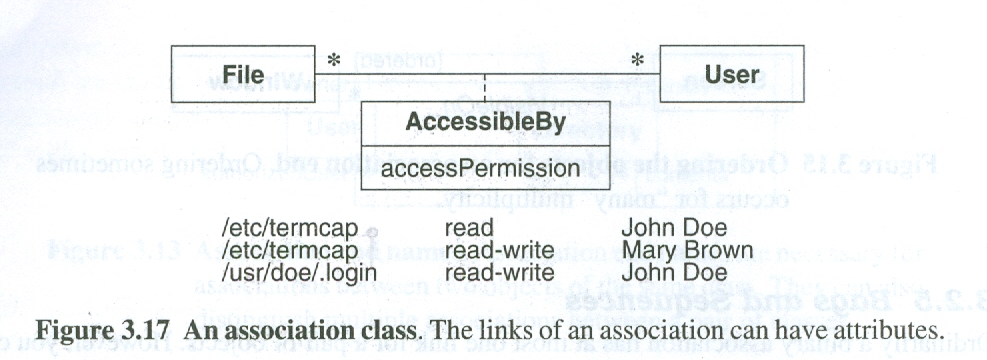 File * * User
AccessibleBy
accessPermission
/etc/termcap read John Doe
/etc/termcap read-write Mary Brown
/usr/doe/.login read-write John Doe
Figure 3.17 An association class. The links of an association can have attributes.